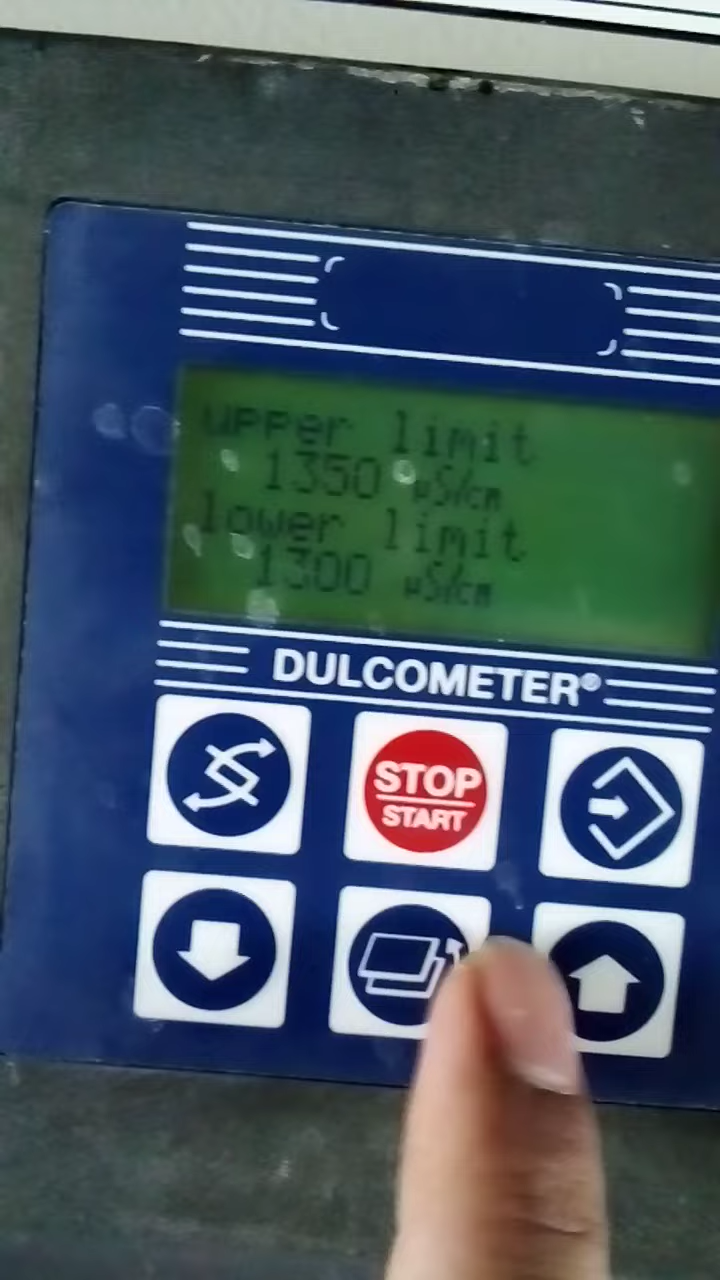 upper limit
1350 µS/cm
lower limit
1300 µS/cm
DULCOMETER®
STOP
START